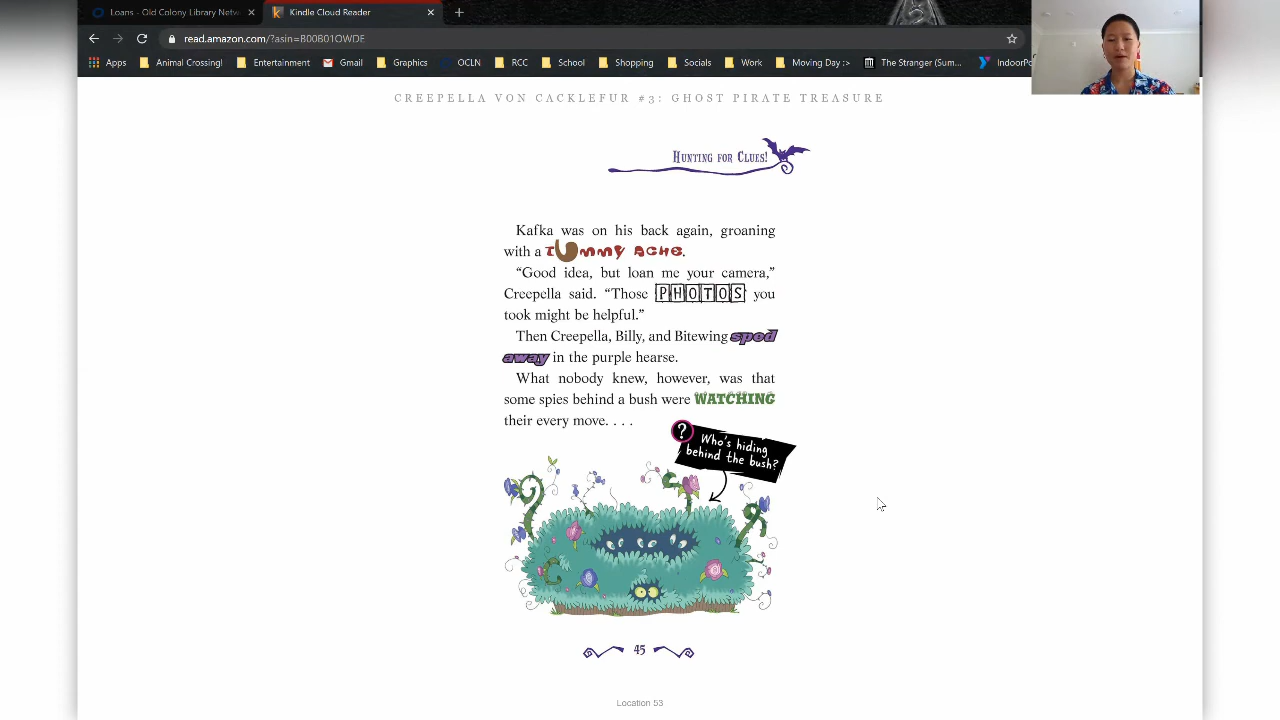 Loans - Old Colony Library Netw
Kindle Cloud Reader
read.amazon.com/?asin=B00B01OWDE
Apps Animal Crossing! Entertainment Gmail Graphics OCLN RCC School Shopping Socials Work Moving Day :> The Stranger (Sum... IndoorPo
CREEPELLA VON CACKLEFUR #3: GHOST PIRATE TREASURE
Hunting for Clues!
Kafka was on his back again, groaning
with a tummy ache.
“Good idea, but loan me your camera,”
Creepella said. “Those PHOTOS you
took might be helpful.”
Then Creepella, Billy, and Bitewing sped
away in the purple hearse.
What nobody knew, however, was that
some spies behind a bush were WATCHING
their every move. . . .
?
Who's hiding
behind the bush?
45
Location 53